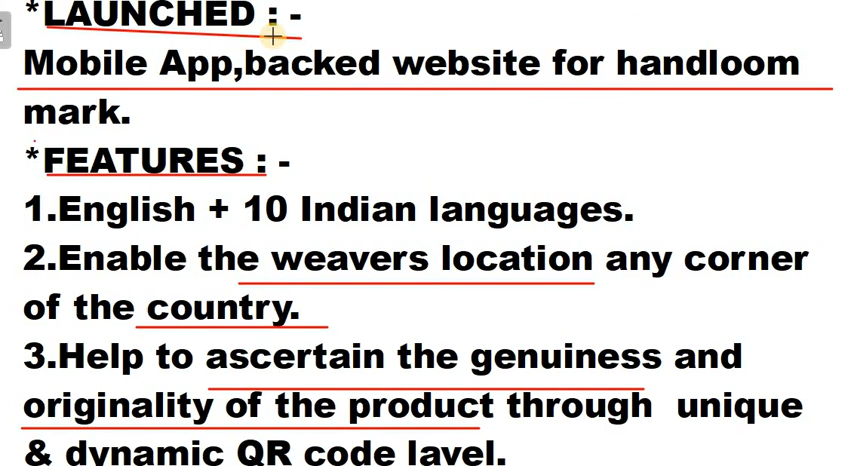 *LAUNCHED : -
Mobile App,backed website for handloom
mark.
*FEATURES : -
1.English + 10 Indian languages.
2.Enable the weavers location any corner
of the country.
3.Help to ascertain the genuiness and
originality of the product through  unique
& dynamic QR code lavel.